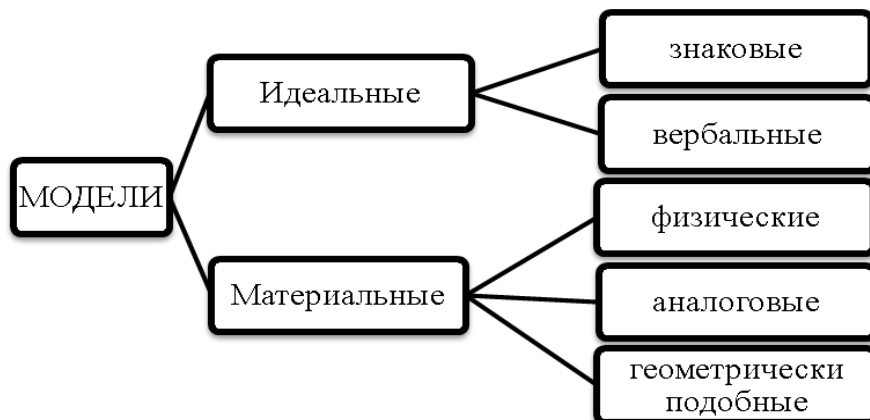 МОДЕЛИ
Идеальные
знаковые
вербальные
Материальные
физические
аналоговые
геометрически
подобные